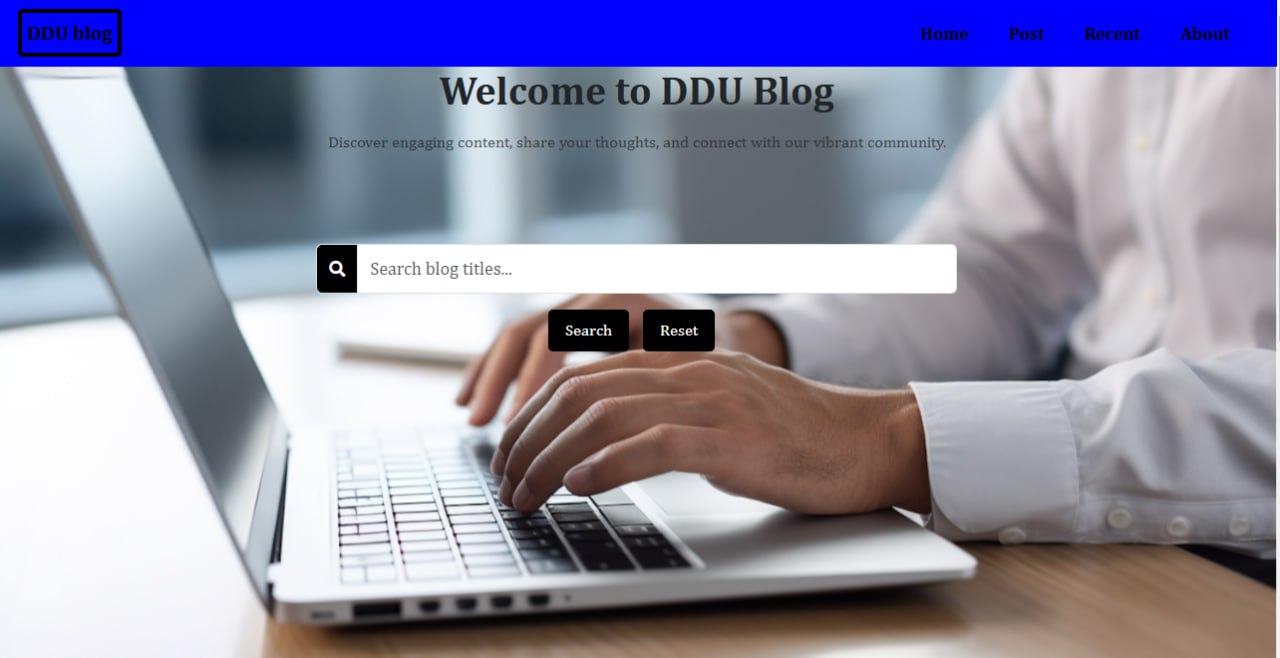 DDU blog
Home Post Recent About
Welcome to DDU Blog
Discover engaging content, share your thoughts, and connect with our vibrant community.
Search blog titles...
Search Reset